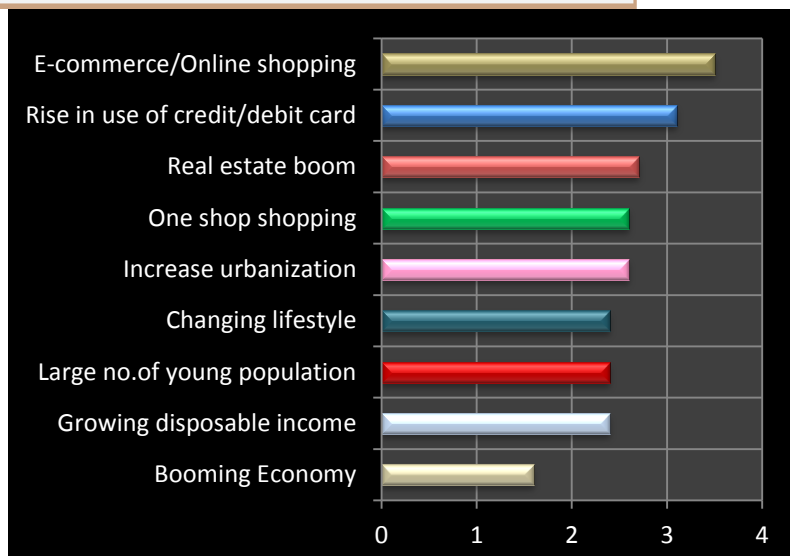 E-commerce/Online shopping
Rise in use of credit/debit card
Real estate boom
One shop shopping
Increase urbanization
Changing lifestyle
Large no.of young population
Growing disposable income
Booming Economy
0 1 2 3 4